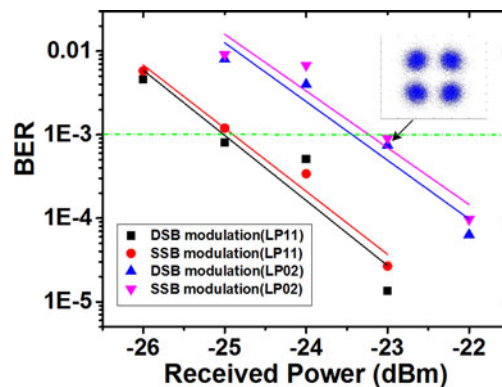 0.01
1E-3
1E-4
1E-5
BER
DSB modulation(LP11)
SSB modulation(LP11)
DSB modulation(LP02)
SSB modulation(LP02)
-26
-25
-24
-23
-22
Received Power (dBm)